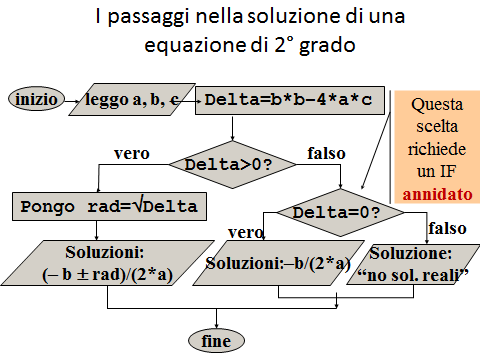 I passaggi nella soluzione di una
equazione di 2° grado
inizio
leggo a, b, c
Delta=b*b-4*a*c
Questa
scelta
richiede
un IF
annidato
vero
Delta>0?
falso
Pongo rad=√Delta
Delta=0?
vero
falso
Soluzioni:
(– b ± rad)/(2*a)
Soluzioni:–b/(2*a)
Soluzione:
“no sol. reali”
fine